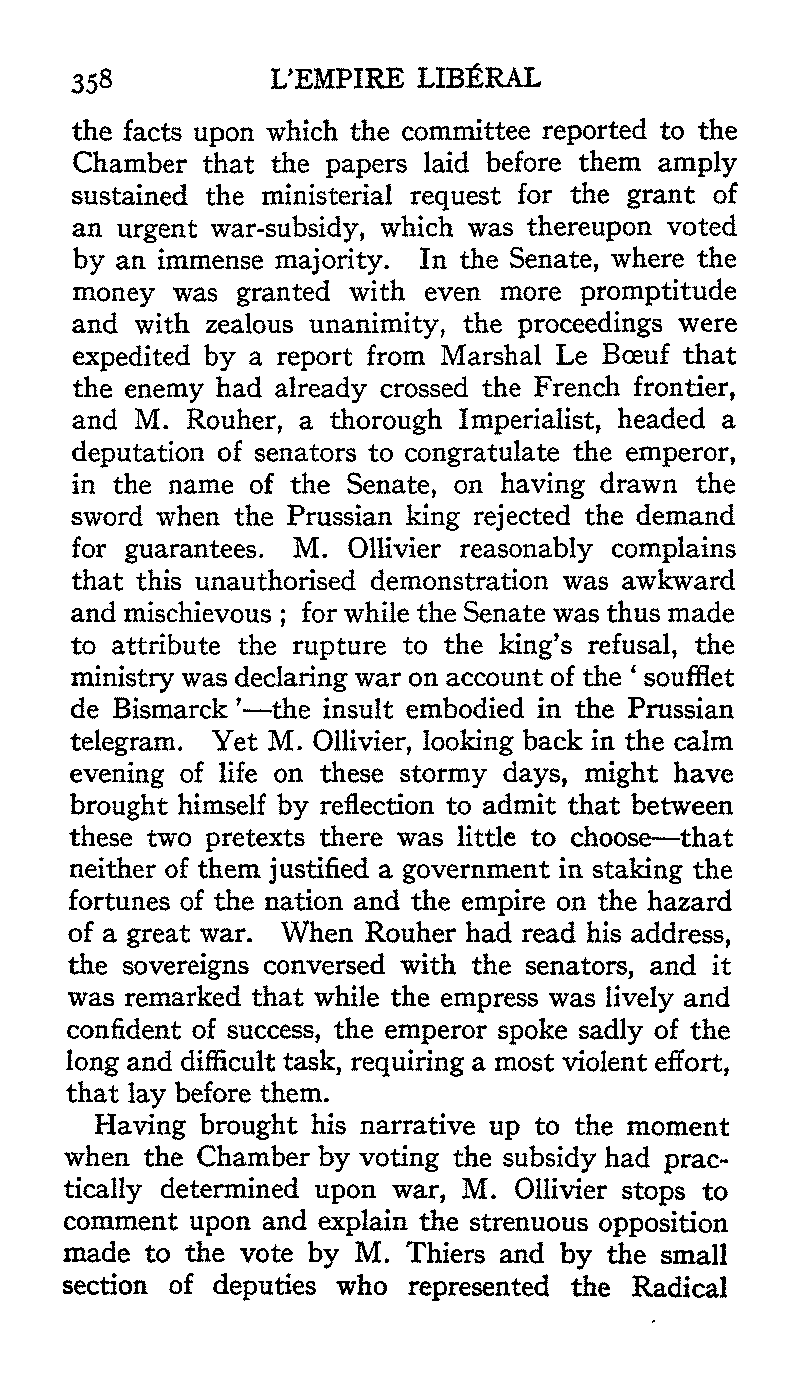 358 L'EMPIRE LIBÉRAL
the facts upon which the committee reported to the
Chamber that the papers laid before them amply
sustained the ministerial request for the grant of
an urgent war-subsidy, which was thereupon voted
by an immense majority. In the Senate, where the
money was granted with even more promptitude
and with zealous unanimity, the proceedings were
expedited by a report from Marshal Le Bœuf that
the enemy had already crossed the French frontier,
and M. Rouher, a thorough Imperialist, headed a
deputation of senators to congratulate the emperor,
in the name of the Senate, on having drawn the
sword when the Prussian king rejected the demand
for guarantees. M. Ollivier reasonably complains
that this unauthorised demonstration was awkward
and mischievous ; for while the Senate was thus made
to attribute the rupture to the king's refusal, the
ministry was declaring war on account of the ‘ soufflet
de Bismarck ’—the insult embodied in the Prussian
telegram. Yet M. Ollivier, looking back in the calm
evening of life on these stormy days, might have
brought himself by reflection to admit that between
these two pretexts there was little to choose—that
neither of them justified a government in staking the
fortunes of the nation and the empire on the hazard
of a great war. When Rouher had read his address,
the sovereigns conversed with the senators, and it
was remarked that while the empress was lively and
confident of success, the emperor spoke sadly of the
long and difficult task, requiring a most violent effort,
that lay before them.
Having brought his narrative up to the moment
when the Chamber by voting the subsidy had prac-
tically determined upon war, M. Ollivier stops to
comment upon and explain the strenuous opposition
made to the vote by M. Thiers and by the small
section of deputies who represented the Radical